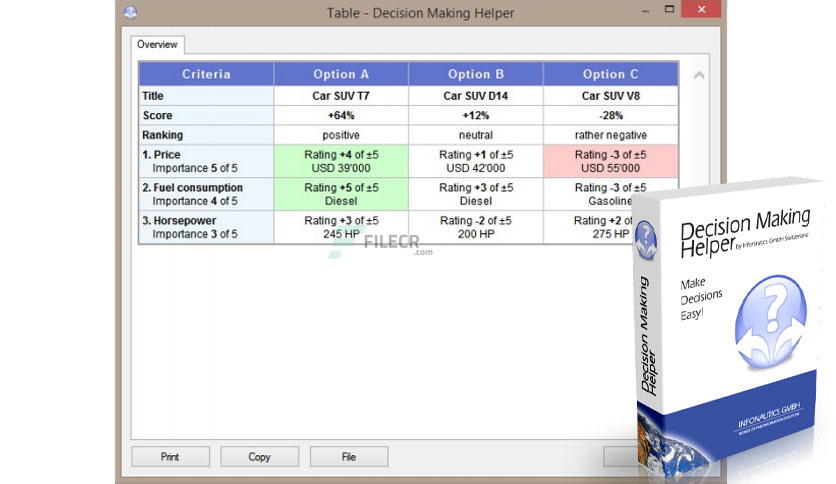 Table - Decision Making Helper
Overview
Criteria Option A Option B Option C
Title Car SUV T7 Car SUV D14 Car SUV V8
Score +64% +12% -28%
Ranking positive neutral rather negative
1. Price Rating +4 of ±5 Rating +1 of ±5 Rating -3 of ±5
Importance 5 of 5 USD 39'000 USD 42'000 USD 55'000
2. Fuel consumption Rating +5 of ±5 Rating +3 of ±5 Rating -3 of ±5
Importance 4 of 5 Diesel Diesel Gasoline
3. Horsepower Rating +3 of ±5 Rating -2 of ±5 Rating +2 of
Importance 3 of 5 245 HP 200 HP 275 HP
FILECR
.com
Print Copy File
Decision Making
Helper by Infonautics GmbH Switzerland
Make
Decisions
Easy!
INFONAUTICS GMBH
Decision Making
Helper